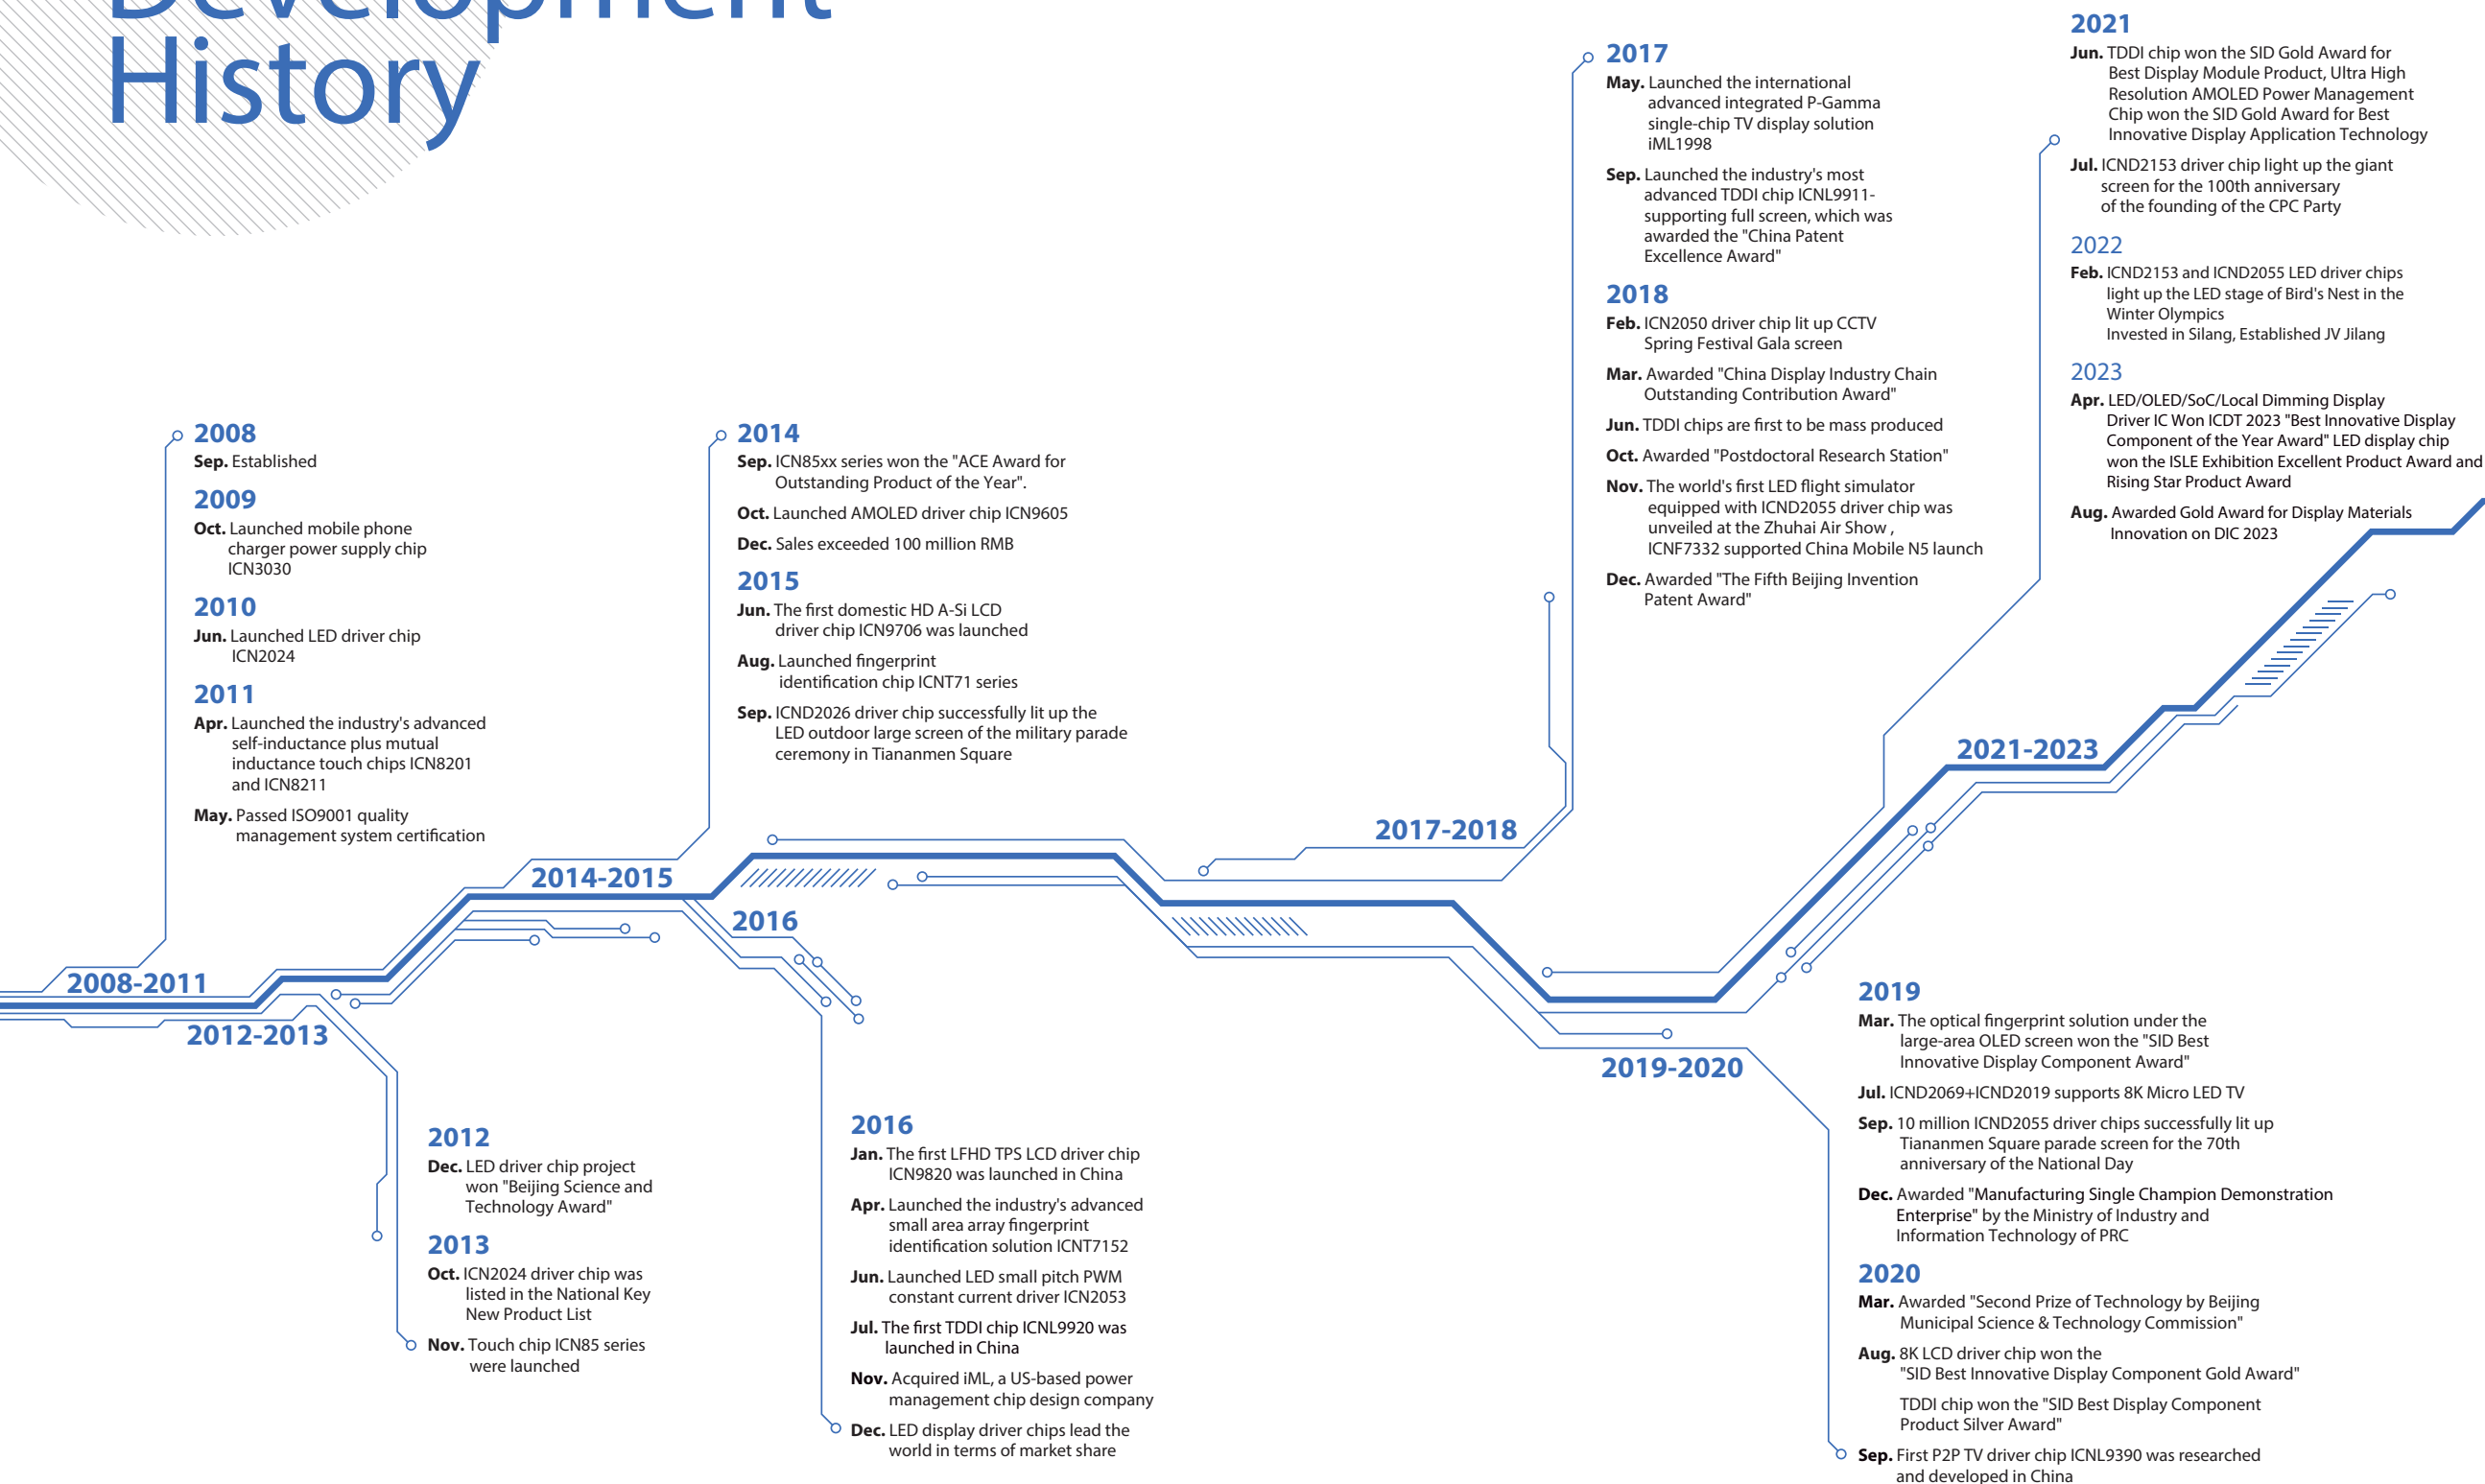 Development
History
2008
Sep. Established
2009
Oct. Launched mobile phone
charger power supply chip
ICN3030
2010
Jun. Launched LED driver chip
ICN2024
2011
Apr. Launched the industry's advanced
self-inductance plus mutual
inductance touch chips ICN8201
and ICN8211
May. Passed ISO9001 quality
management system certification
2008-2011
2012-2013
2012
Dec. LED driver chip project
won "Beijing Science and
Technology Award"
2013
Oct. ICN2024 driver chip was
listed in the National Key
New Product List
Nov. Touch chip ICN85 series
were launched
2014
Sep. ICN85xx series won the "ACE Award for
Outstanding Product of the Year".
Oct. Launched AMOLED driver chip ICN9605
Dec. Sales exceeded 100 million RMB
2015
Jun. The first domestic HD A-Si LCD
driver chip ICN9706 was launched
Aug. Launched fingerprint
identification chip ICNT71 series
Sep. ICND2026 driver chip successfully lit up the
LED outdoor large screen of the military parade
ceremony in Tiananmen Square
2014-2015
2016
2016
Jan. The first LFHD TPS LCD driver chip
ICN9820 was launched in China
Apr. Launched the industry's advanced
small area array fingerprint
identification solution ICNT7152
Jun. Launched LED small pitch PWM
constant current driver ICN2053
Jul. The first TDDI chip ICNL9920 was
launched in China
Nov. Acquired iML, a US-based power
management chip design company
Dec. LED display driver chips lead the
world in terms of market share
2017
May. Launched the international
advanced integrated P-Gamma
single-chip TV display solution
iML1998
Sep. Launched the industry's most
advanced TDDI chip ICNL9911-
supporting full screen, which was
awarded the "China Patent
Excellence Award"
2018
Feb. ICN2050 driver chip lit up CCTV
Spring Festival Gala screen
Mar. Awarded "China Display Industry Chain
Outstanding Contribution Award"
Jun. TDDI chips are first to be mass produced
Oct. Awarded "Postdoctoral Research Station"
Nov. The world's first LED flight simulator
equipped with ICND2055 driver chip was
unveiled at the Zhuhai Air Show ,
ICNF7332 supported China Mobile N5 launch
Dec. Awarded "The Fifth Beijing Invention
Patent Award"
2017-2018
2019-2020
2019
Mar. The optical fingerprint solution under the
large-area OLED screen won the "SID Best
Innovative Display Component Award"
Jul. ICND2069+ICND2019 supports 8K Micro LED TV
Sep. 10 million ICND2055 driver chips successfully lit up
Tiananmen Square parade screen for the 70th
anniversary of the National Day
Dec. Awarded "Manufacturing Single Champion Demonstration
Enterprise" by the Ministry of Industry and
Information Technology of PRC
2020
Mar. Awarded "Second Prize of Technology by Beijing
Municipal Science & Technology Commission"
Aug. 8K LCD driver chip won the
"SID Best Innovative Display Component Gold Award"
TDDI chip won the "SID Best Display Component
Product Silver Award"
Sep. First P2P TV driver chip ICNL9390 was researched
and developed in China
2021
Jun. TDDI chip won the SID Gold Award for
Best Display Module Product, Ultra High
Resolution AMOLED Power Management
Chip won the SID Gold Award for Best
Innovative Display Application Technology
Jul. ICND2153 driver chip light up the giant
screen for the 100th anniversary
of the founding of the CPC Party
2022
Feb. ICND2153 and ICND2055 LED driver chips
light up the LED stage of Bird's Nest in the
Winter Olympics
Invested in Silang, Established JV Jilang
2023
Apr. LED/OLED/SoC/Local Dimming Display
Driver IC Won ICDT 2023 "Best Innovative Display
Component of the Year Award" LED display chip
won the ISLE Exhibition Excellent Product Award and
Rising Star Product Award
Aug. Awarded Gold Award for Display Materials
Innovation on DIC 2023
2021-2023